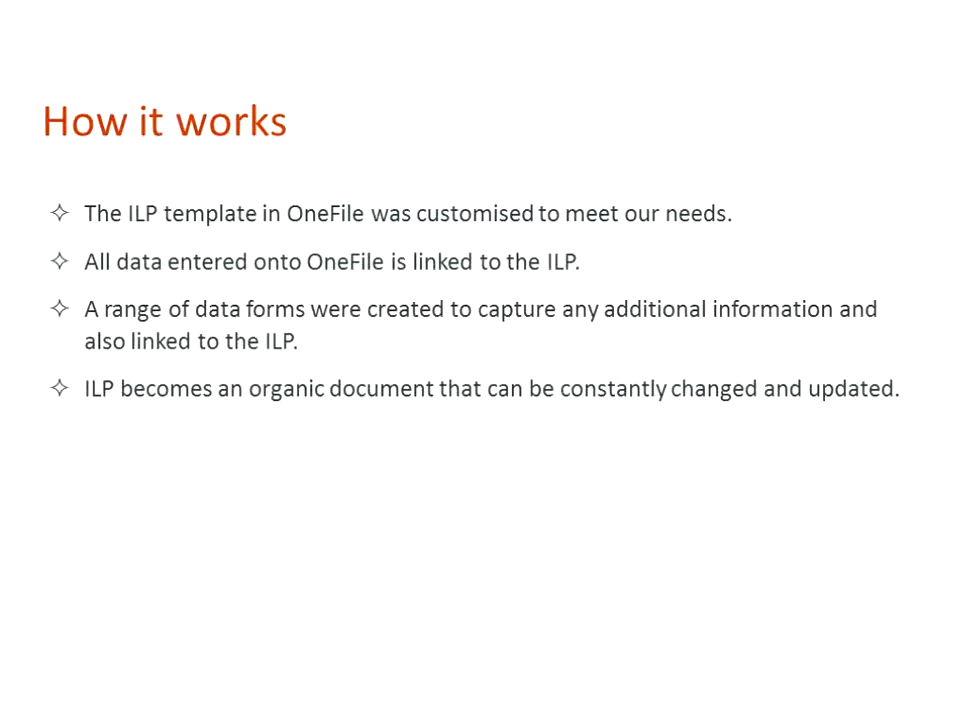 How it works
✧ The ILP template in OneFile was customised to meet our needs.
✧ All data entered onto OneFile is linked to the ILP.
✧ A range of data forms were created to capture any additional information and
also linked to the ILP.
✧ ILP becomes an organic document that can be constantly changed and updated.